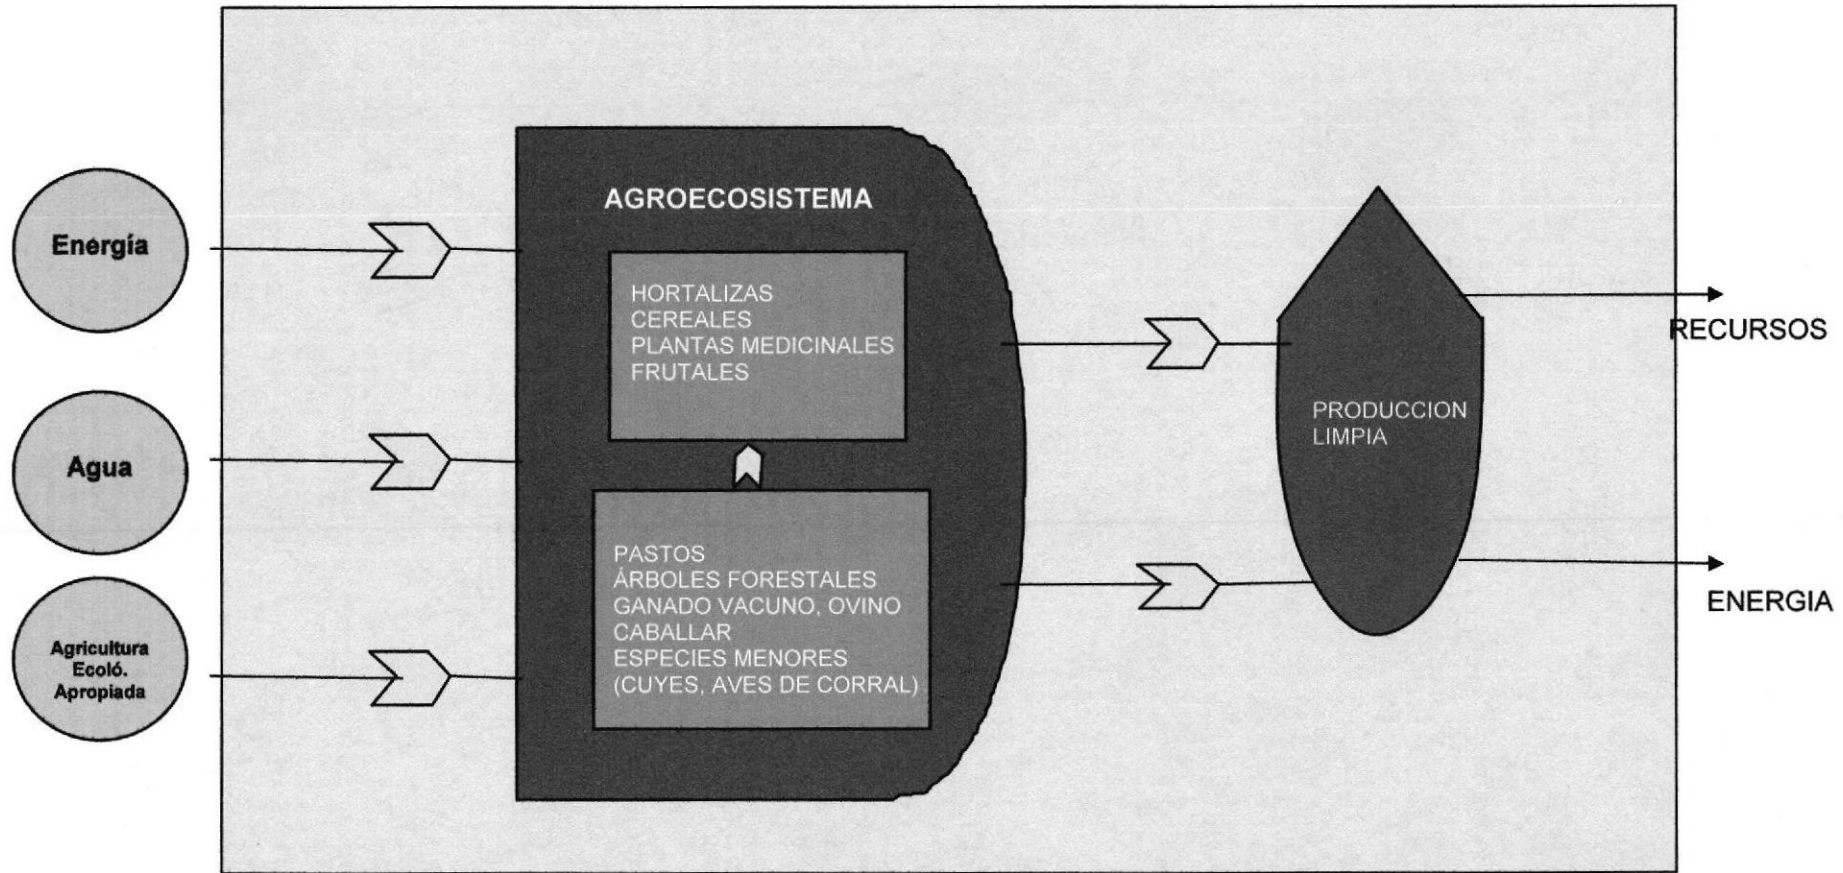 Energía
Agua
Agricultura
Ecoló.
Apropiada
AGROECOSISTEMA
HORTALIZAS
CEREALES
PLANTAS MEDICINALES
FRUTALES
PASTOS
ÁRBOLES FORESTALES
GANADO VACUNO, OVINO
CABALLAR
ESPECIES MENORES
(CUYES, AVES DE CORRAL)
PRODUCCION
LIMPIA
RECURSOS
ENERGIA